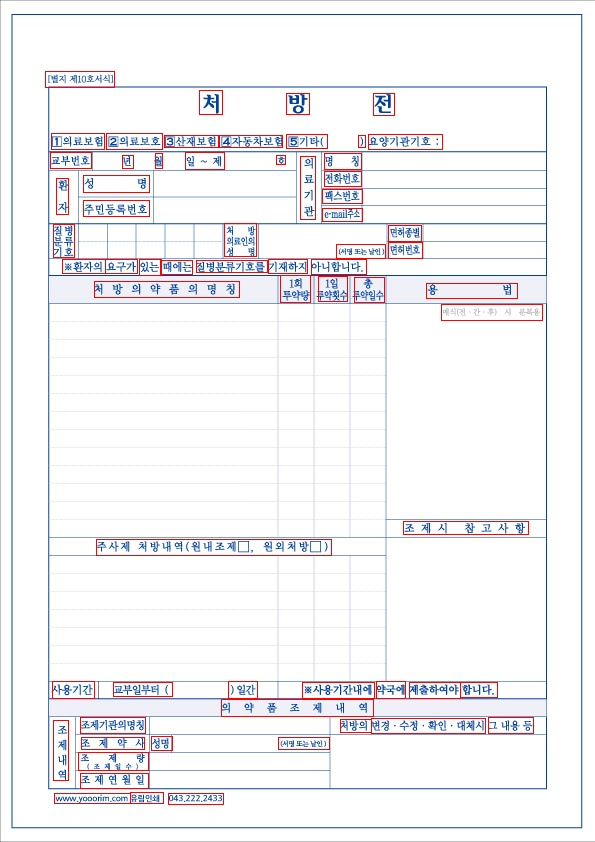 [별지 제10호서식]
처 방 전
1의료보험 2의료보호 3산재보험 4자동차보험 5기타( ) 요양기관기호 :
교부번호 년 월 일 ~ 제 호
의료기관
명 칭
전화번호
팩스번호
e-mail주소
환자
성 명
주민등록번호
질병분류기호
처 방
의료인의
성 명
(서명 또는 날인)
면허종별
면허번호
※환자의 요구가 있는 때에는 질병분류기호를 기재하지 아니합니다.
처 방 의 약 품 의 명 칭
1회 투약량
1일 투약횟수
총 투약일수
용 법
매식(전 · 간 · 후) 시 분복용
조 제 시 참 고 사 항
주사제 처방내역(원내조제□, 원외처방□)
사용기간 교부일부터 ( ) 일간 ※사용기간내에 약국에 제출하여야 합니다.
의 약 품 조 제 내 역
조제내역
조제기관의명칭
처방의 변경 · 수정 · 확인 · 대체시 그 내용 등
조 제 약 사 성명 (서명 또는 날인)
조 제 량
(조 제 일 수)
조 제 연 월 일
www.yooorim.com 유림인쇄 043.222.2433